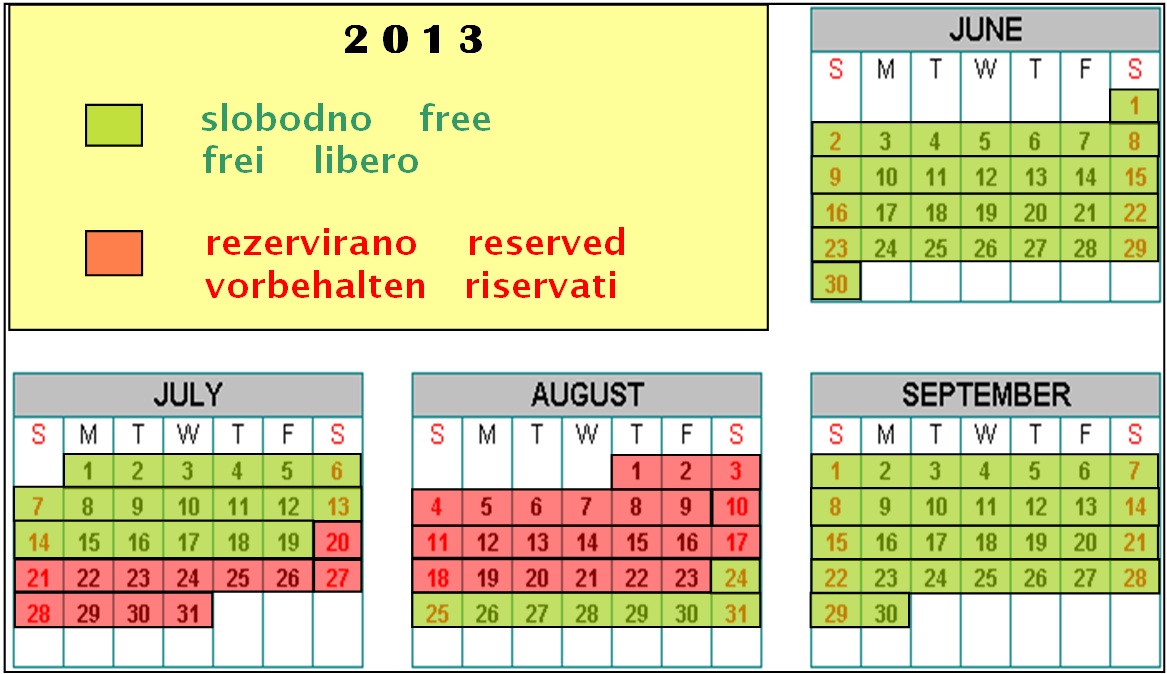 2 0 1 3
slobodno free
frei libero
rezervirano reserved
vorbehalten riservati
JUNE
S M T W T F S
1
2 3 4 5 6 7 8
9 10 11 12 13 14 15
16 17 18 19 20 21 22
23 24 25 26 27 28 29
30
JULY
S M T W T F S
1 2 3 4 5 6
7 8 9 10 11 12 13
14 15 16 17 18 19 20
21 22 23 24 25 26 27
28 29 30 31
AUGUST
S M T W T F S
1 2 3
4 5 6 7 8 9 10
11 12 13 14 15 16 17
18 19 20 21 22 23 24
25 26 27 28 29 30 31
SEPTEMBER
S M T W T F S
1 2 3 4 5 6 7
8 9 10 11 12 13 14
15 16 17 18 19 20 21
22 23 24 25 26 27 28
29 30